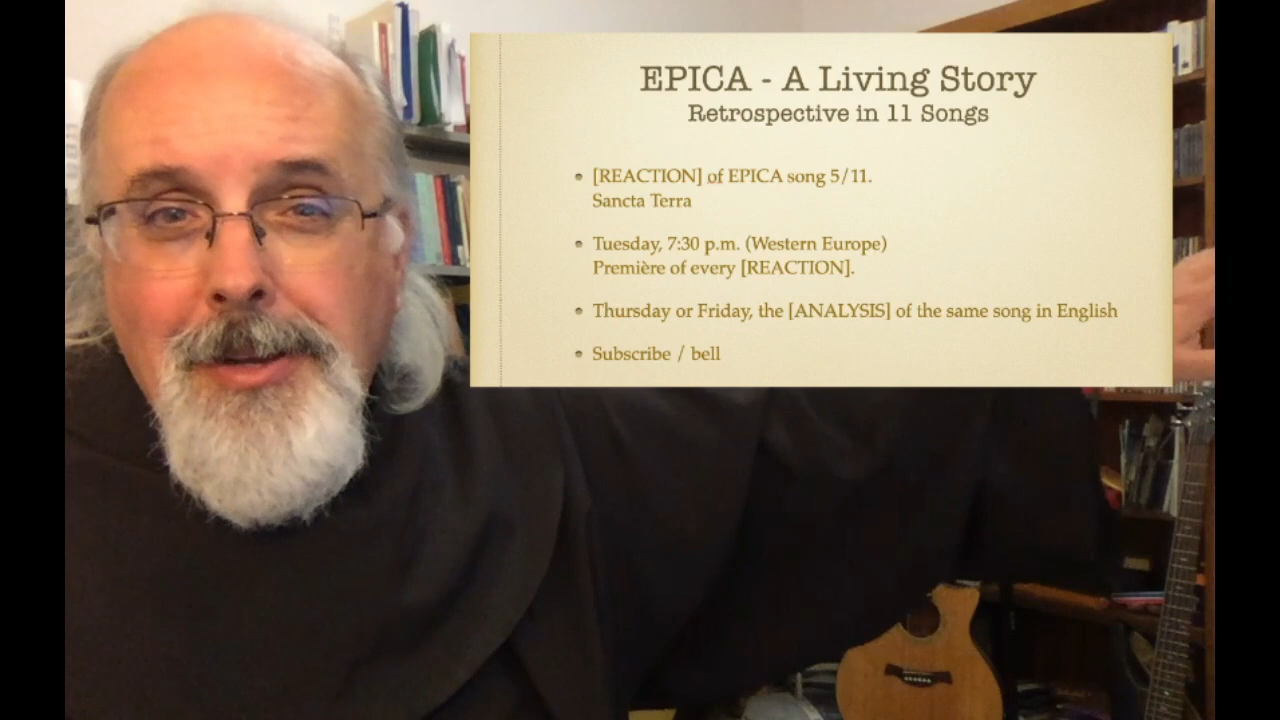 EPICA - A Living Story
Retrospective in 11 Songs
• [REACTION] of EPICA song 5/11.
Sancta Terra
• Tuesday, 7:30 p.m. (Western Europe)
Première of every [REACTION].
• Thursday or Friday, the [ANALYSIS] of the same song in English
• Subscribe / bell